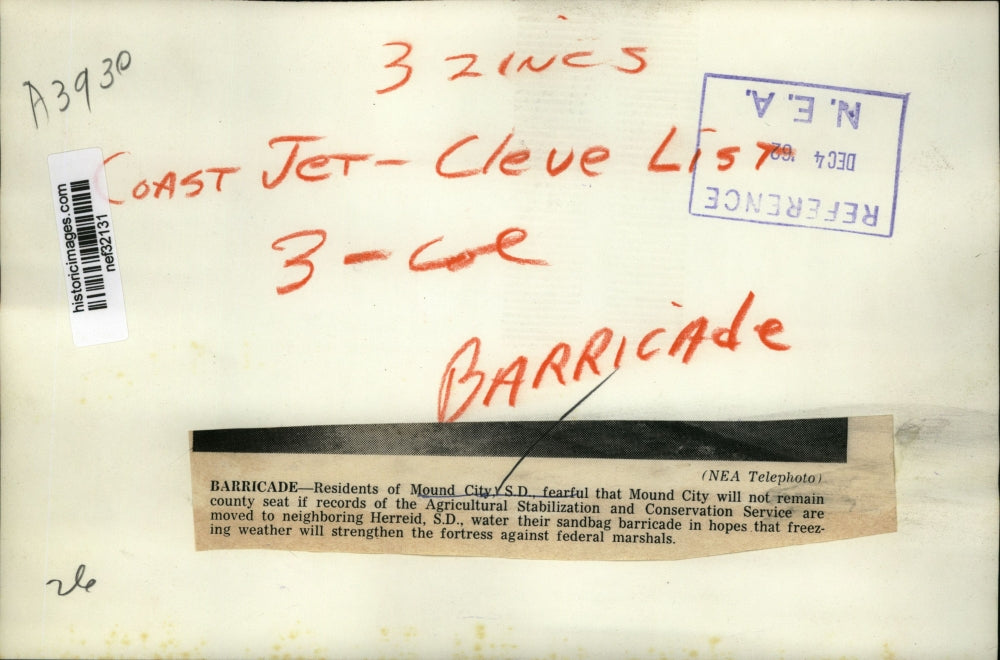 3 ZINCS
A3930
COAST JET - Cleve LIST
3 - col
N.E.A.
DEC 4 '62
REFERENCE
historicimages.com
nef32131
BARRICADE
(NEA Telephoto)
BARRICADE—Residents of Mound City, S.D., fearful that Mound City will not remain
county seat if records of the Agricultural Stabilization and Conservation Service are
moved to neighboring Herreid, S.D., water their sandbag barricade in hopes that freez-
ing weather will strengthen the fortress against federal marshals.
26